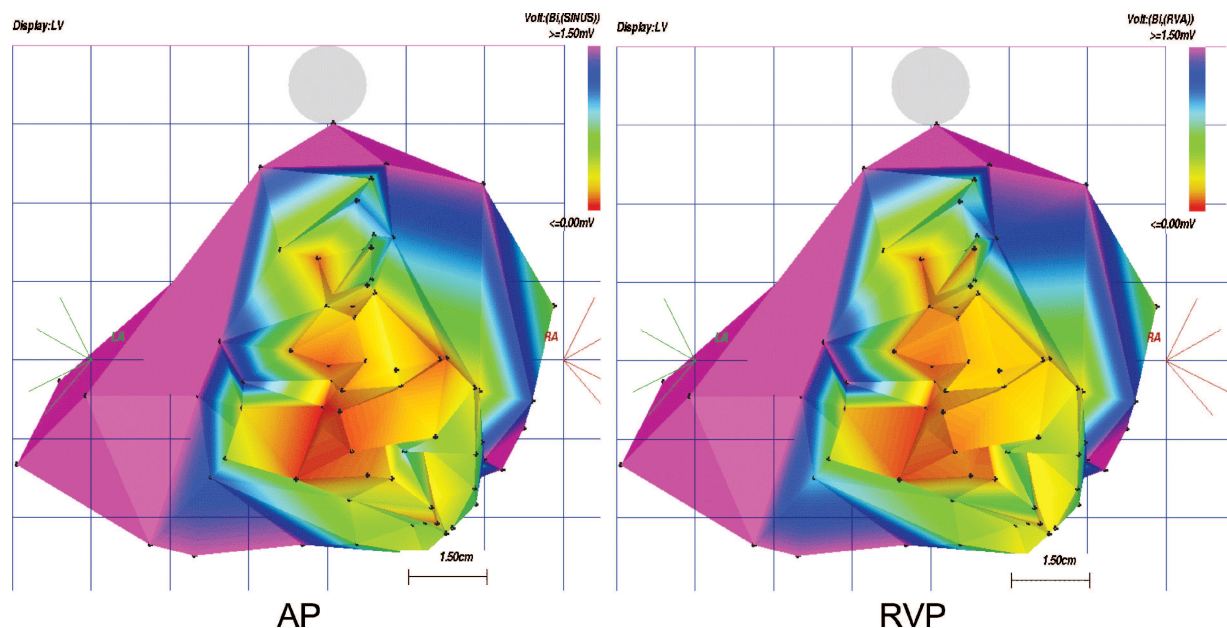 Display:LV
Volt:(Bi,(SINUS))
>=1.50mV
<=0.00mV
LA
RA
1.50cm
AP
Display:LV
Volt:(Bi,(RVA))
>=1.50mV
<=0.00mV
LA
RA
1.50cm
RVP